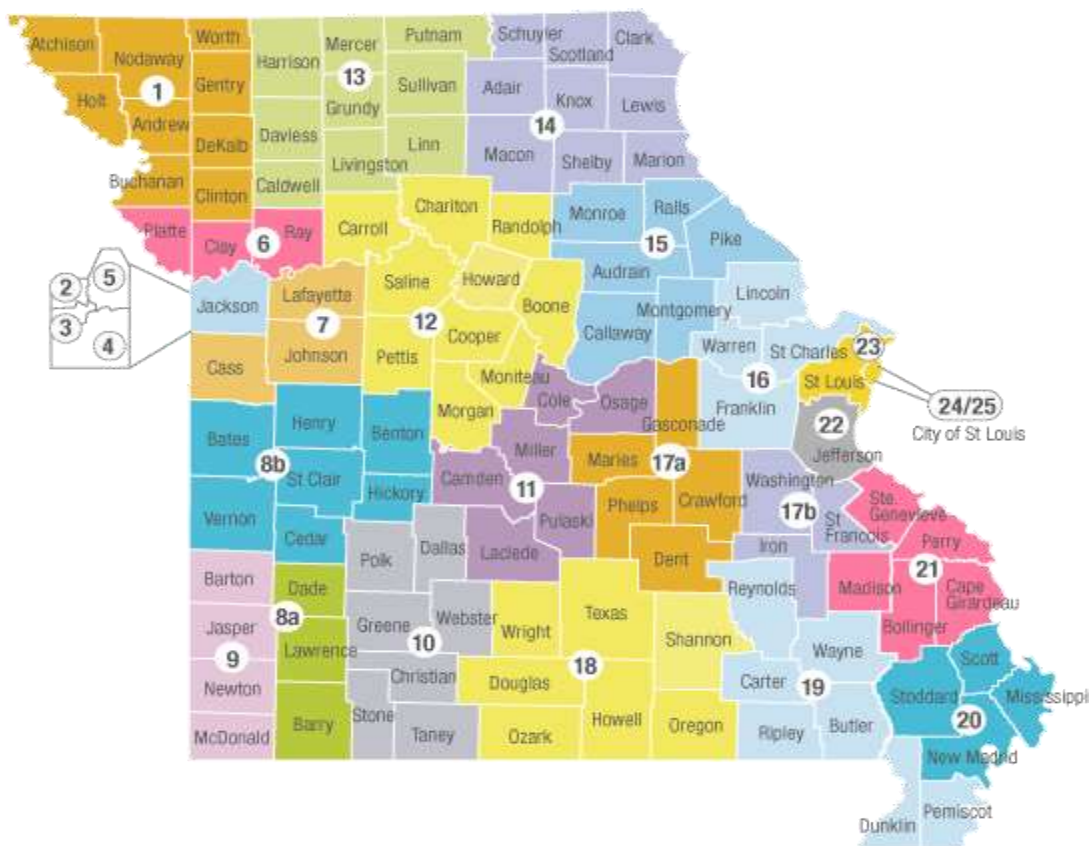 Atchison
Nodaway
Worth
Harrison
Mercer
Putnam
Schuyler
Scotland
Clark
Holt
1
Gentry
13
Sullivan
Adair
Knox
Lewis
Andrew
Grundy
14
DeKalb
Daviess
Linn
Macon
Shelby
Marion
Buchanan
Clinton
Caldwell
Livingston
Chariton
Monroe
Ralls
Platte
Clay
6
Ray
Carroll
Randolph
15
Pike
2
5
Jackson
Lafayette
Saline
Howard
Boone
Audrain
Lincoln
3
4
7
12
Cooper
Callaway
Montgomery
Warren
St Charles
23
Cass
Johnson
Pettis
Moniteau
16
St Louis
24/25
City of St Louis
Morgan
Cole
Osage
Gasconade
Franklin
22
Jefferson
Bates
Henry
Benton
Miller
Maries
17a
8b
St Clair
Hickory
Camden
11
Phelps
Crawford
Washington
17b
Ste.
Genevieve
Vernon
Cedar
Pulaski
St
Francois
Perry
Polk
Dallas
Laclede
Dent
Iron
21
Barton
Dade
Reynolds
Madison
Cape
Girardeau
8a
Jasper
Greene
Webster
Wright
Texas
Shannon
Bollinger
9
Lawrence
10
Wayne
Scott
Newton
Christian
Douglas
18
Carter
19
Stoddard
Mississippi
McDonald
Barry
Stone
Taney
Ozark
Howell
Oregon
Ripley
Butler
20
New Madrid
Dunklin
Pemiscot